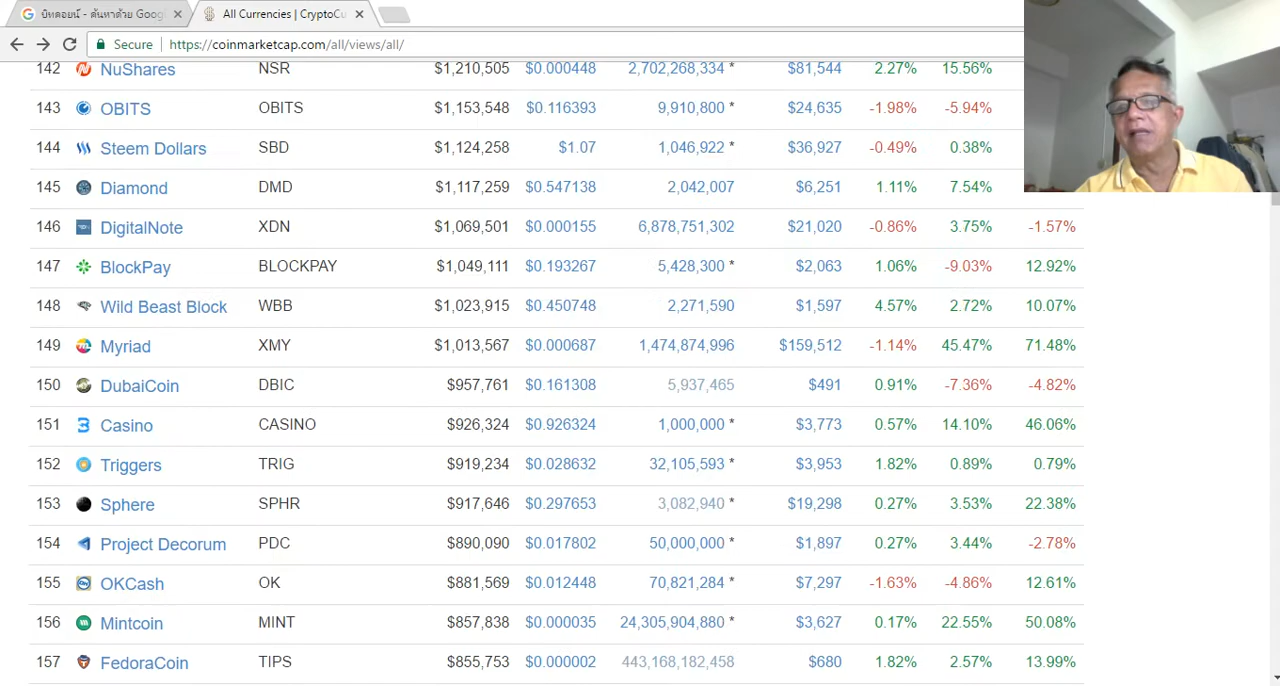 บิทคอยน์ - ค้นหาด้วย Goog
All Currencies | CryptoCu
Secure https://coinmarketcap.com/all/views/all/
142 NuShares NSR $1,210,505 $0.000448 2,702,268,334 * $81,544 2.27% 15.56%
143 OBITS OBITS $1,153,548 $0.116393 9,910,800 * $24,635 -1.98% -5.94%
144 Steem Dollars SBD $1,124,258 $1.07 1,046,922 * $36,927 -0.49% 0.38%
145 Diamond DMD $1,117,259 $0.547138 2,042,007 $6,251 1.11% 7.54%
146 DigitalNote XDN $1,069,501 $0.000155 6,878,751,302 $21,020 -0.86% 3.75% -1.57%
147 BlockPay BLOCKPAY $1,049,111 $0.193267 5,428,300 * $2,063 1.06% -9.03% 12.92%
148 Wild Beast Block WBB $1,023,915 $0.450748 2,271,590 $1,597 4.57% 2.72% 10.07%
149 Myriad XMY $1,013,567 $0.000687 1,474,874,996 $159,512 -1.14% 45.47% 71.48%
150 DubaiCoin DBIC $957,761 $0.161308 5,937,465 $491 0.91% -7.36% -4.82%
151 Casino CASINO $926,324 $0.926324 1,000,000 * $3,773 0.57% 14.10% 46.06%
152 Triggers TRIG $919,234 $0.028632 32,105,593 * $3,953 1.82% 0.89% 0.79%
153 Sphere SPHR $917,646 $0.297653 3,082,940 * $19,298 0.27% 3.53% 22.38%
154 Project Decorum PDC $890,090 $0.017802 50,000,000 * $1,897 0.27% 3.44% -2.78%
155 OKCash OK $881,569 $0.012448 70,821,284 * $7,297 -1.63% -4.86% 12.61%
156 Mintcoin MINT $857,838 $0.000035 24,305,904,880 * $3,627 0.17% 22.55% 50.08%
157 FedoraCoin TIPS $855,753 $0.000002 443,168,182,458 $680 1.82% 2.57% 13.99%